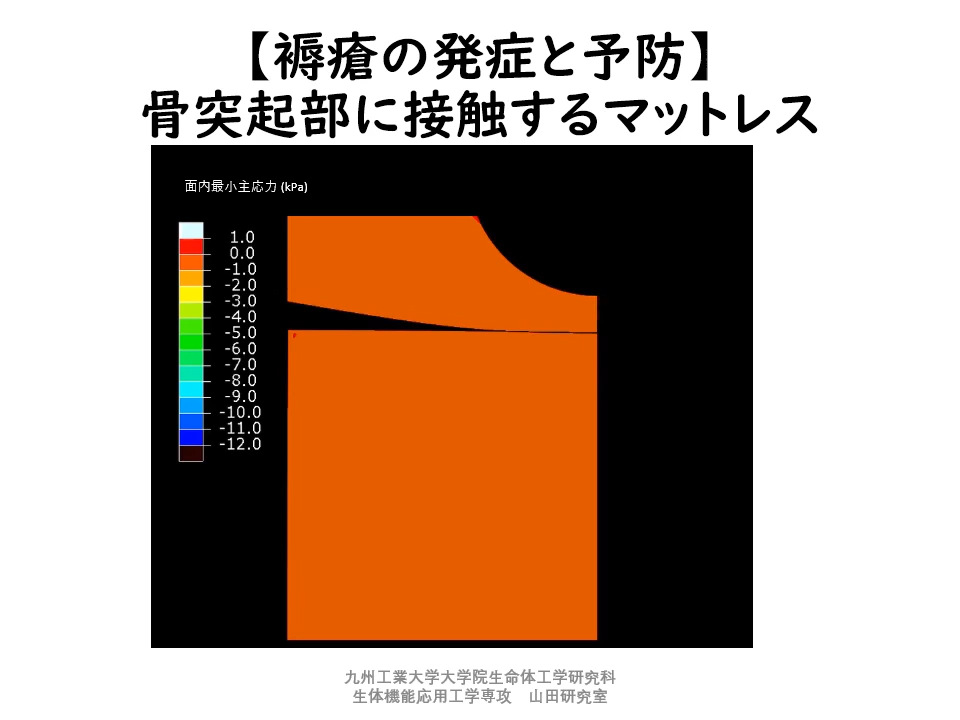 【褥瘡の発症と予防】
骨突起部に接触するマットレス
面内最小主応力 (kPa)
1.0
0.0
-1.0
-2.0
-3.0
-4.0
-5.0
-6.0
-7.0
-8.0
-9.0
-10.0
-11.0
-12.0
九州工業大学大学院生命体工学研究科
生体機能応用工学専攻　山田研究室